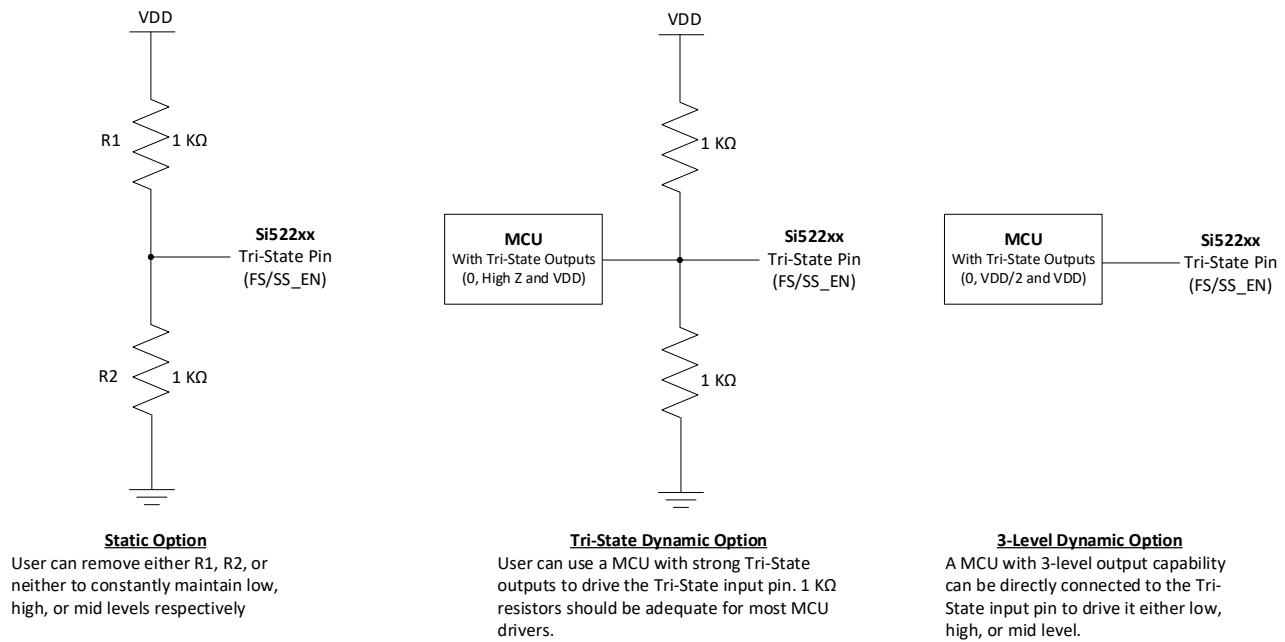 VDD
R1
1 KΩ
Si522xx
Tri-State Pin
(FS/SS_EN)
R2
1 KΩ
Static Option
User can remove either R1, R2, or
neither to constantly maintain low,
high, or mid levels respectively
VDD
1 KΩ
MCU
With Tri-State Outputs
(0, High Z and VDD)
Si522xx
Tri-State Pin
(FS/SS_EN)
1 KΩ
Tri-State Dynamic Option
User can use a MCU with strong Tri-State
outputs to drive the Tri-State input pin. 1 KΩ
resistors should be adequate for most MCU
drivers.
MCU
With Tri-State Outputs
(0, VDD/2 and VDD)
Si522xx
Tri-State Pin
(FS/SS_EN)
3-Level Dynamic Option
A MCU with 3-level output capability
can be directly connected to the Tri-
State input pin to drive it either low,
high, or mid level.